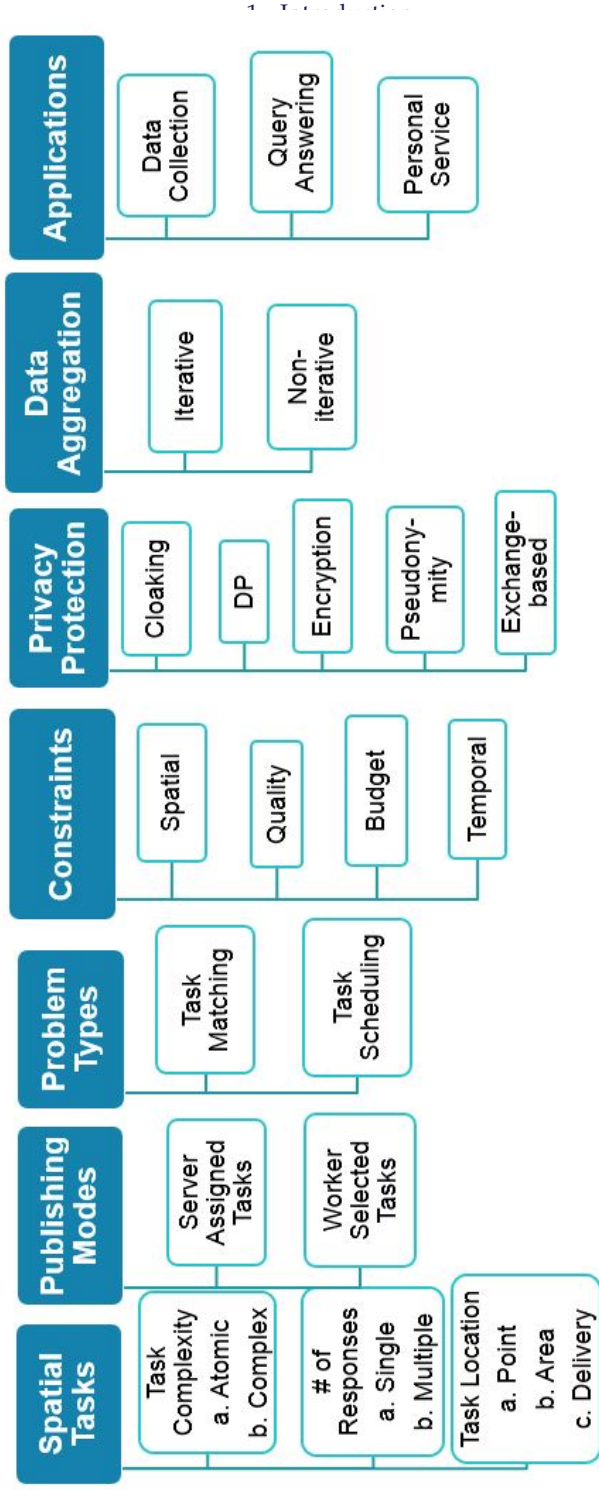 1. Introduction
Spatial
Tasks
Task
Complexity
a. Atomic
b. Complex
# of
Responses
a. Single
b. Multiple
Task Location
a. Point
b. Area
c. Delivery
Publishing
Modes
Server
Assigned
Tasks
Worker
Selected
Tasks
Problem
Types
Task
Matching
Task
Scheduling
Constraints
Spatial
Quality
Budget
Temporal
Privacy
Protection
Cloaking
DP
Encryption
Pseudony-
mity
Exchange-
based
Data
Aggregation
Iterative
Non-
iterative
Applications
Data
Collection
Query
Answering
Personal
Service